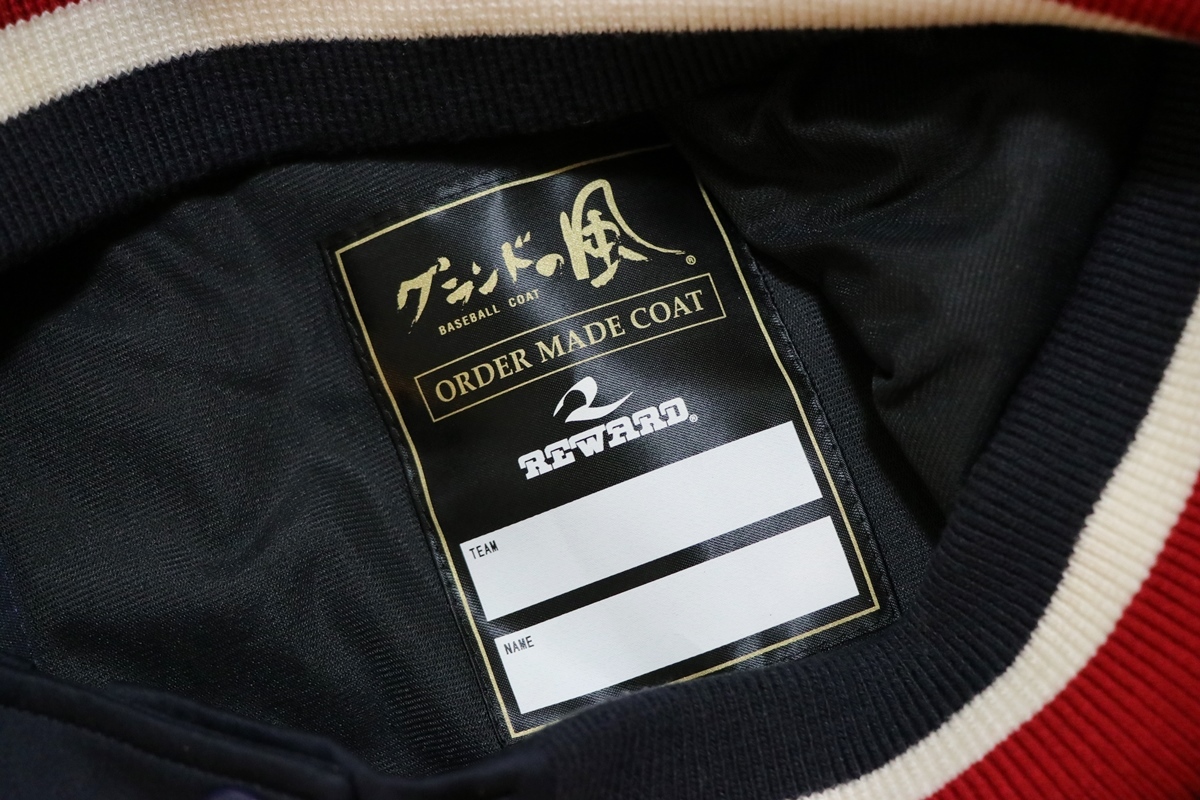 グランドの風®
BASEBALL COAT
ORDER MADE COAT
REWARD®
TEAM
NAME